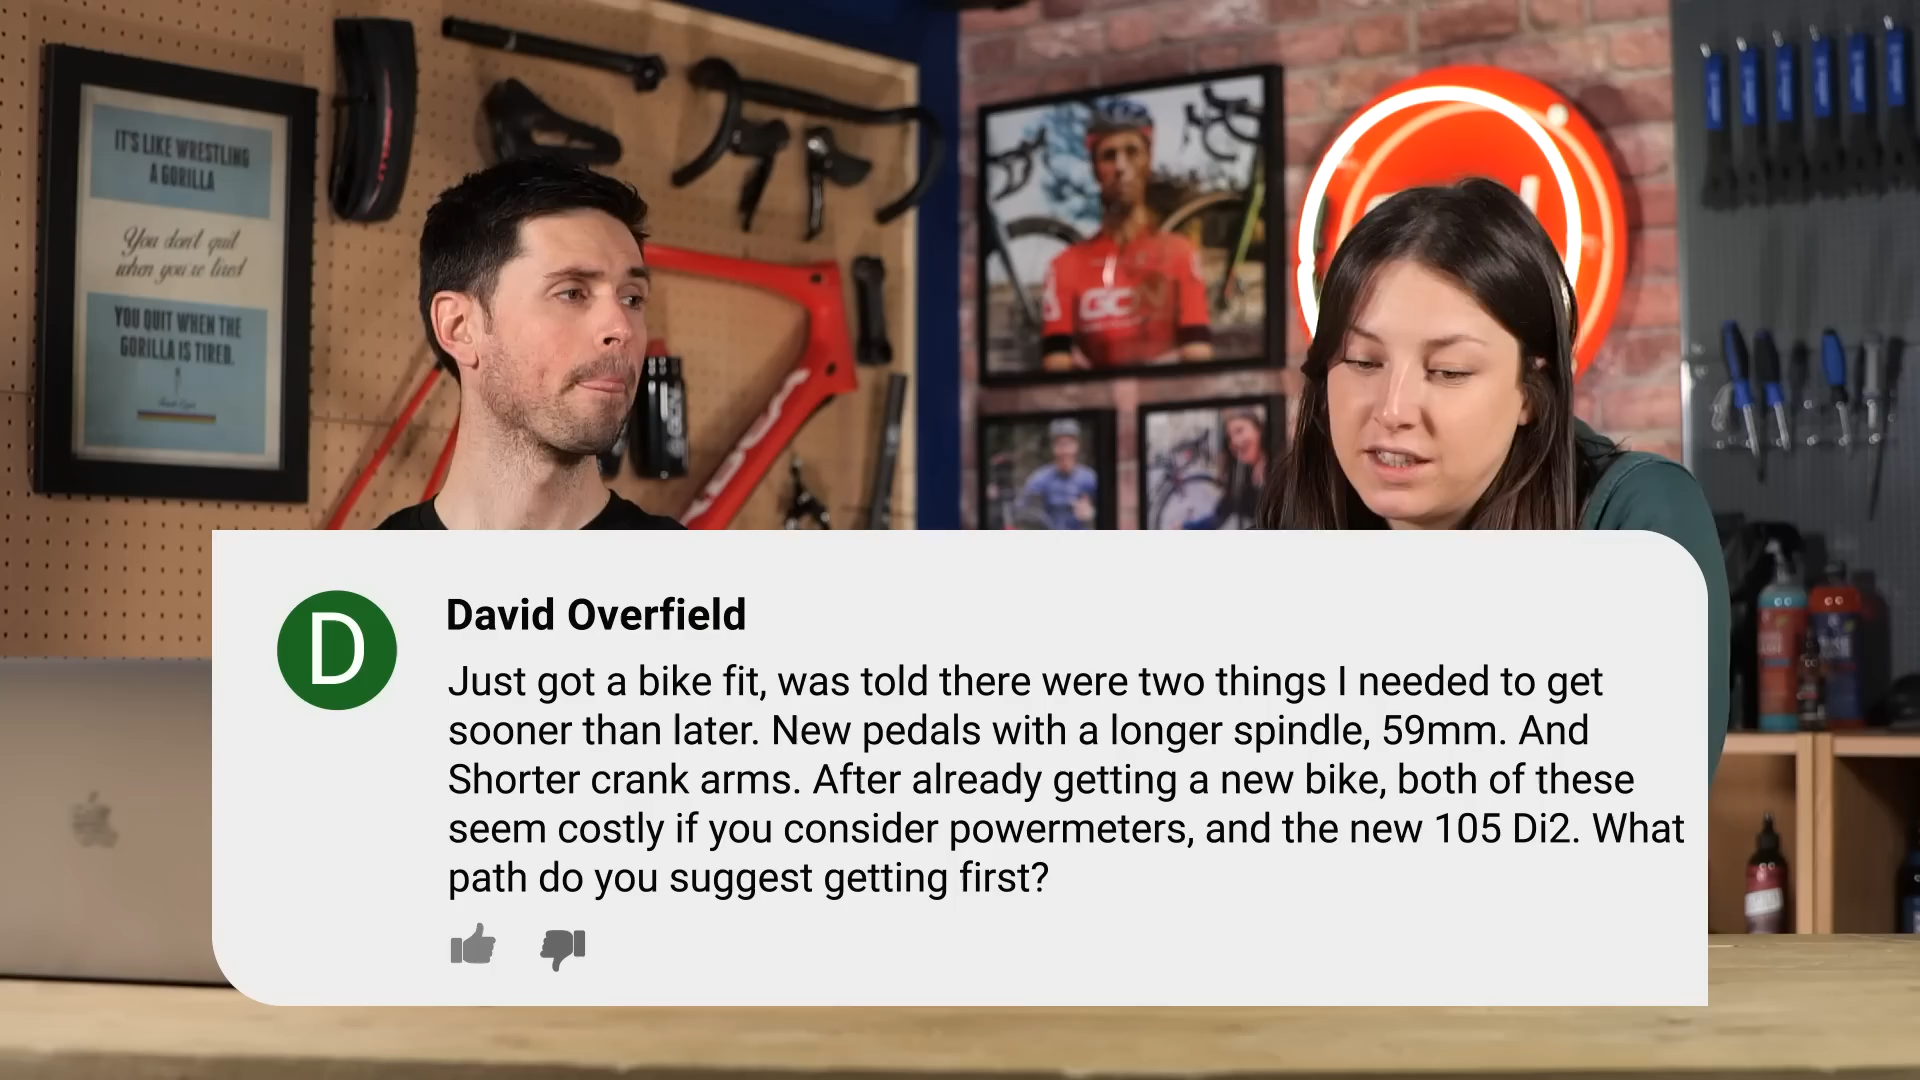 IT'S LIKE WRESTLING
A GORILLA
You don't quit
when you're tired
YOU QUIT WHEN THE
GORILLA IS TIRED.
GCN
D
David Overfield
Just got a bike fit, was told there were two things I needed to get
sooner than later. New pedals with a longer spindle, 59mm. And
Shorter crank arms. After already getting a new bike, both of these
seem costly if you consider powermeters, and the new 105 Di2. What
path do you suggest getting first?